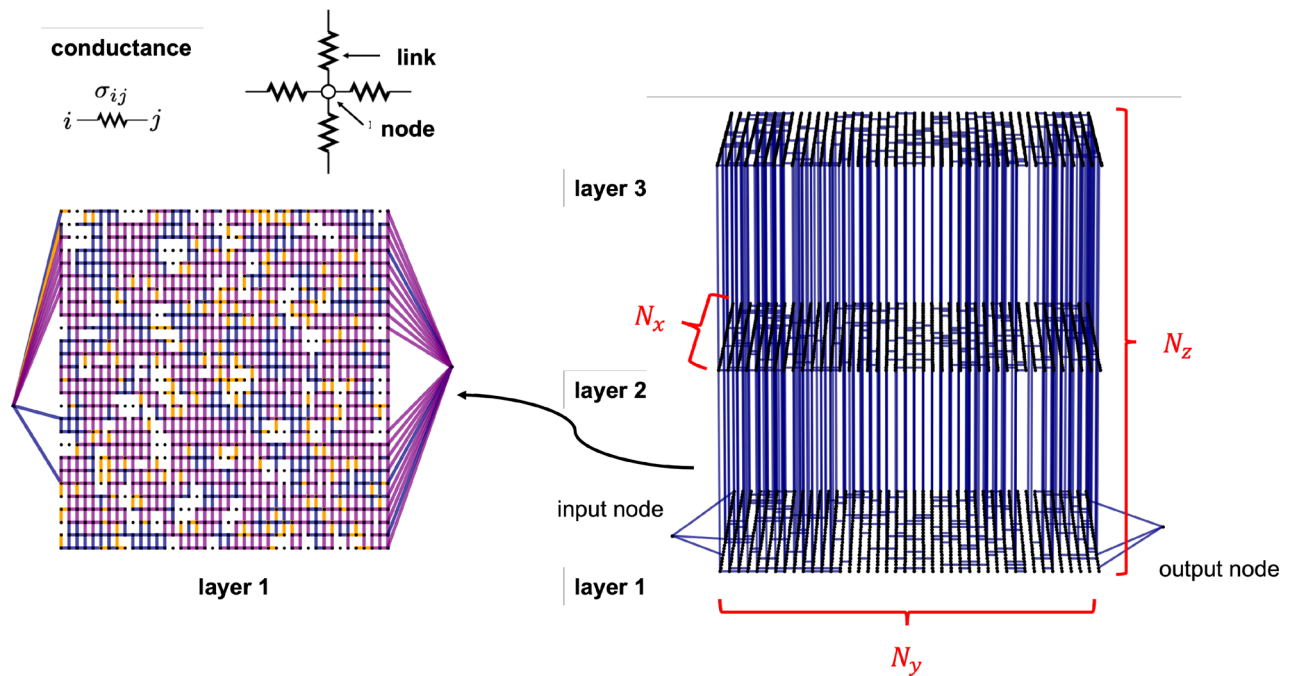 conductance
σij
i j
link
node
layer 3
Nx
Nz
layer 2
input node
output node
layer 1
layer 1
Ny